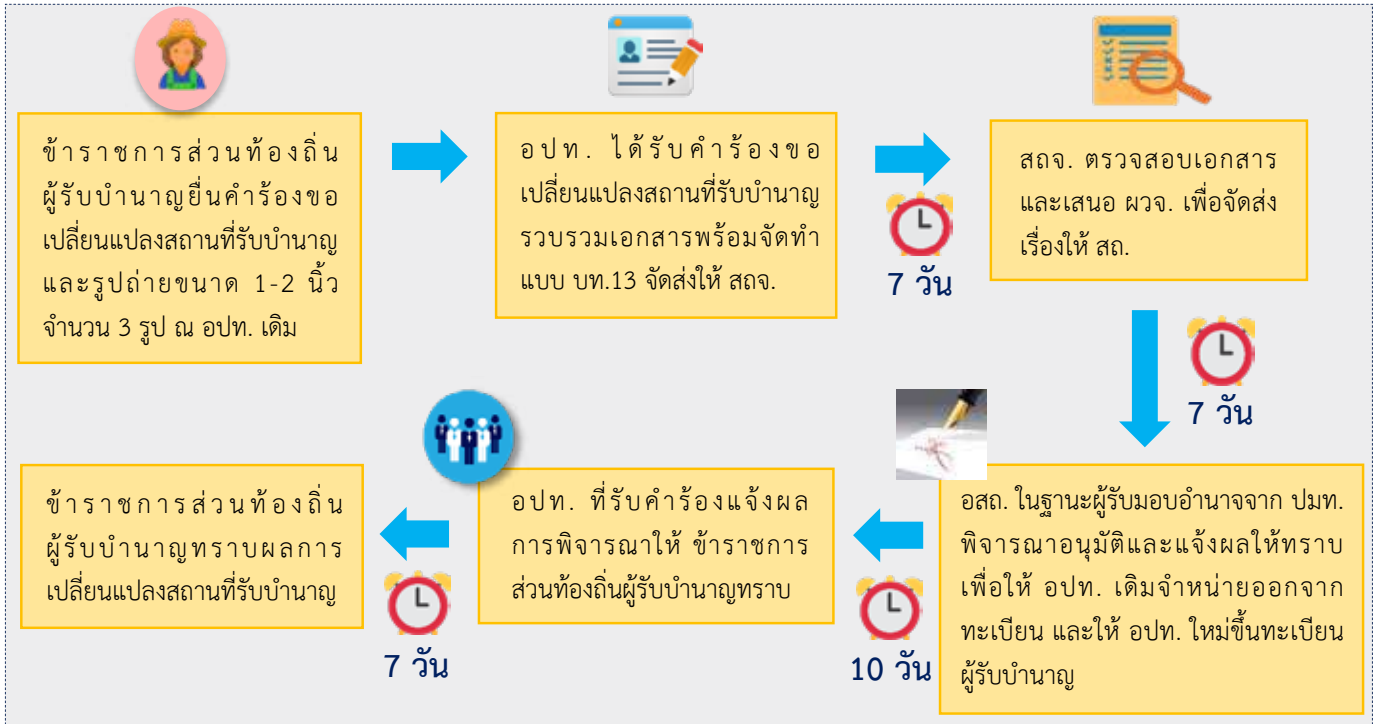 ข้าราชการส่วนท้องถิ่น
ผู้รับบำนาญยื่นคำร้องขอ
เปลี่ยนแปลงสถานที่รับบำนาญ
และรูปถ่ายขนาด 1-2 นิ้ว
จำนวน 3 รูป ณ อปท. เดิม
อปท. ได้รับคำร้องขอ
เปลี่ยนแปลงสถานที่รับบำนาญ
รวบรวมเอกสารพร้อมจัดทำ
แบบ บท.13 จัดส่งให้ สถจ.
7 วัน
สถจ. ตรวจสอบเอกสาร
และเสนอ ผวจ. เพื่อจัดส่ง
เรื่องให้ สถ.
7 วัน
อสถ. ในฐานะผู้รับมอบอำนาจจาก ปมท.
พิจารณาอนุมัติและแจ้งผลให้ทราบ
เพื่อให้ อปท. เดิมจำหน่ายออกจาก
ทะเบียน และให้ อปท. ใหม่ขึ้นทะเบียน
ผู้รับบำนาญ
10 วัน
อปท. ที่รับคำร้องแจ้งผล
การพิจารณาให้ ข้าราชการ
ส่วนท้องถิ่นผู้รับบำนาญทราบ
7 วัน
ข้าราชการส่วนท้องถิ่น
ผู้รับบำนาญทราบผลการ
เปลี่ยนแปลงสถานที่รับบำนาญ